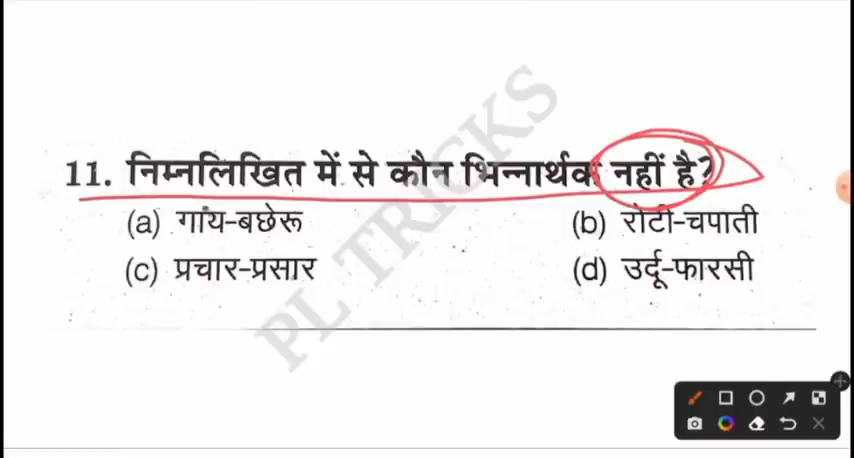 11. निम्नलिखित में से कौन भिन्नार्थक नहीं है?
(a) गांय-बछेरू (b) रोटी-चपाती
(c) प्रचार-प्रसार (d) उर्दू-फारसी
PL TRICKS